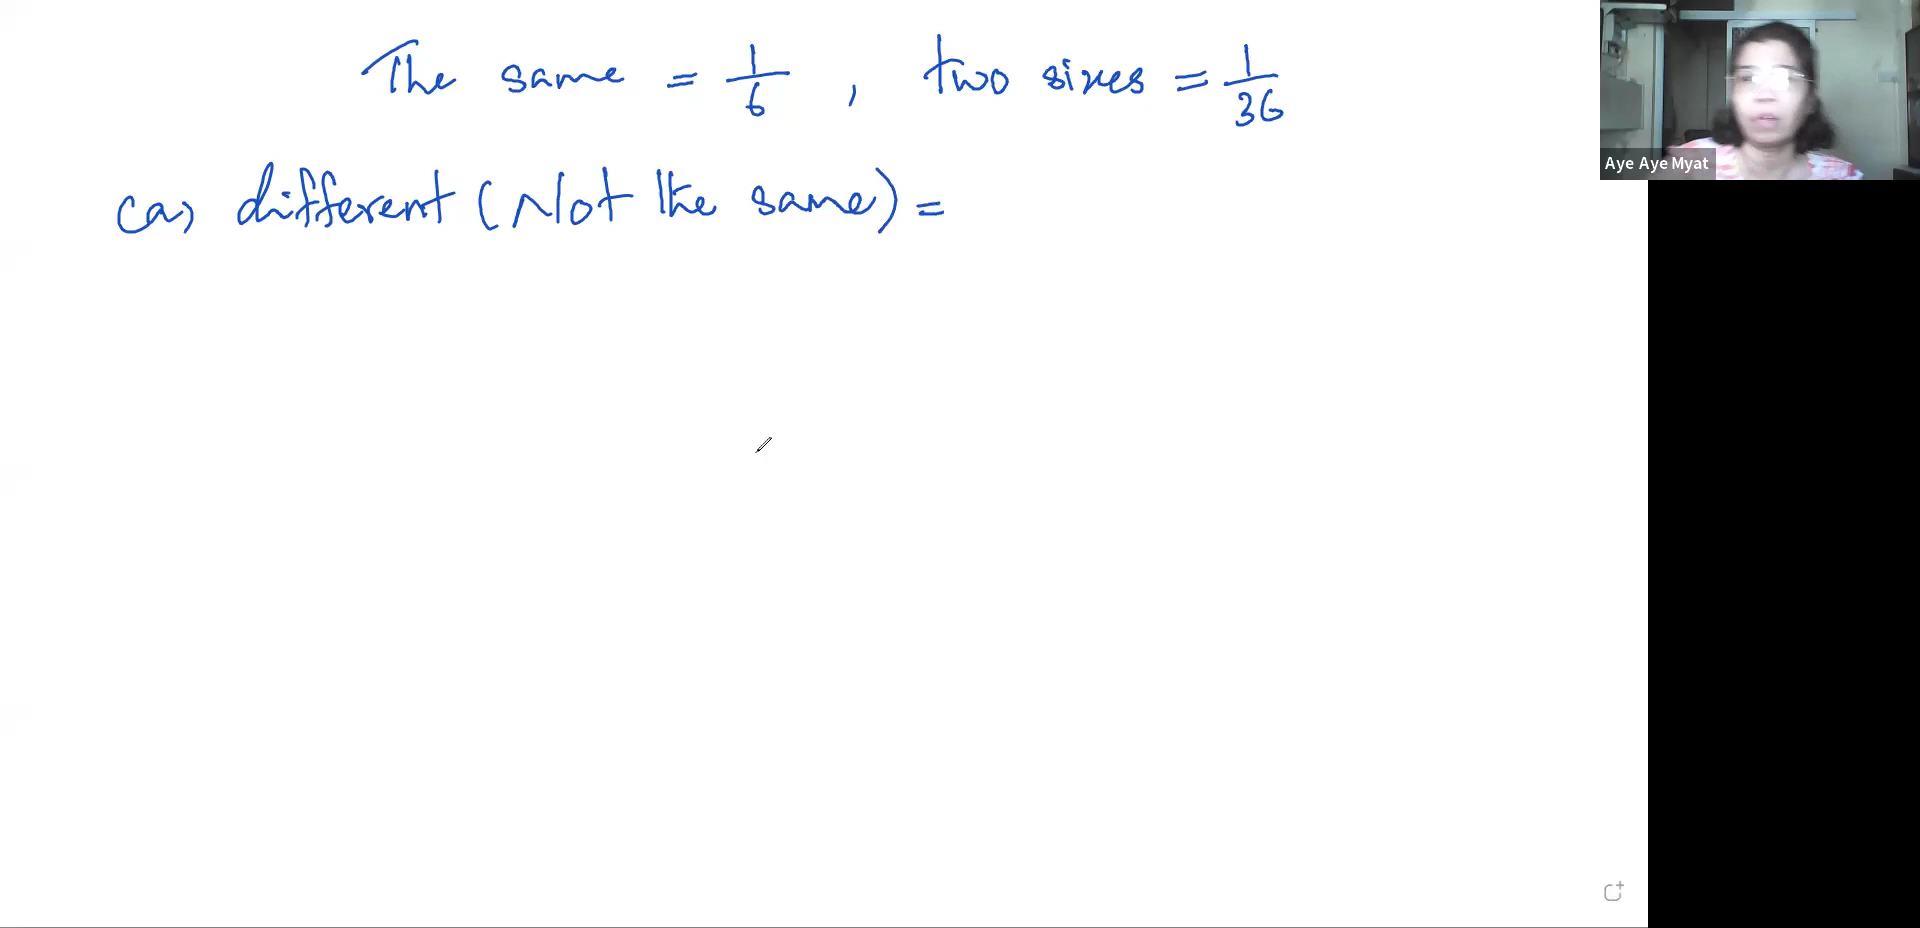 The same = 1/6 , two sixes = 1/36
(a) different (Not the same) =
Aye Aye Myat